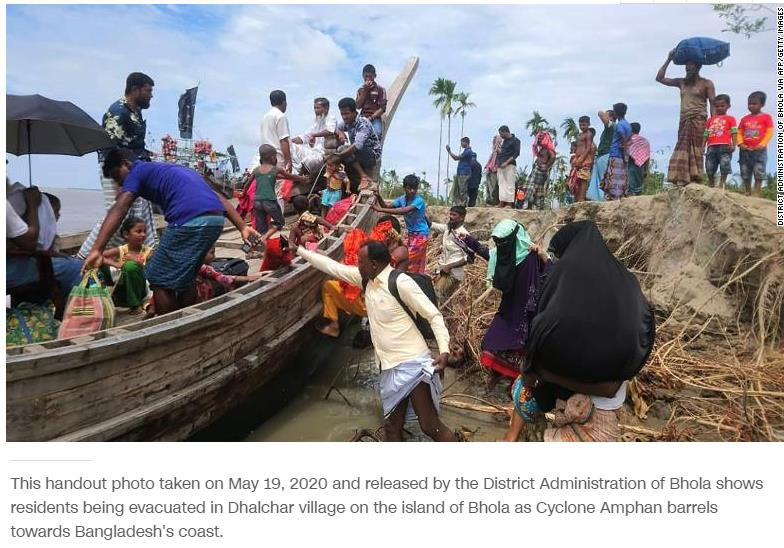 DISTRICT ADMINISTRATION OF BHOLA VIA AFP/GETTY IMAGES
This handout photo taken on May 19, 2020 and released by the District Administration of Bhola shows
residents being evacuated in Dhalchar village on the island of Bhola as Cyclone Amphan barrels
towards Bangladesh's coast.